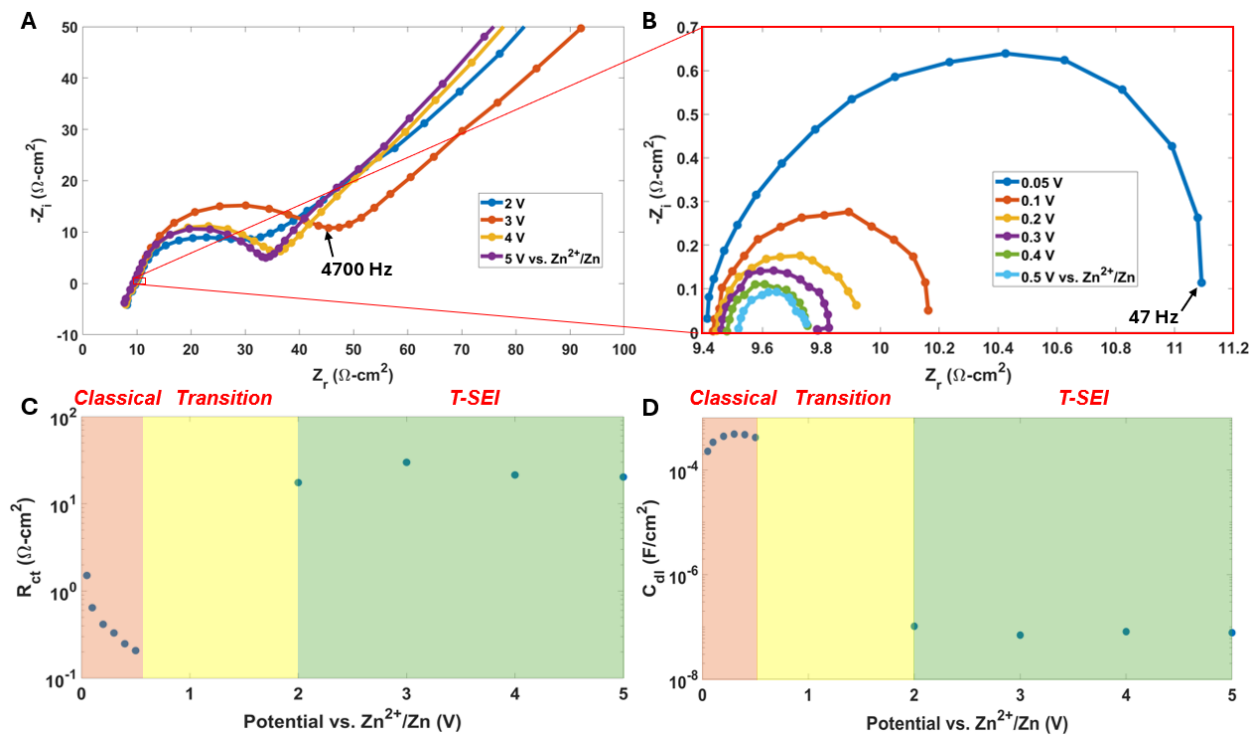 A
50
40
30
20
10
0
-10
-Zi (Ω-cm²)
0 10 20 30 40 50 60 70 80 90 100
Zr (Ω-cm²)
4700 Hz
2 V
3 V
4 V
5 V vs. Zn²⁺/Zn
B
0.7
0.6
0.5
0.4
0.3
0.2
0.1
0
-Zi (Ω-cm²)
9.4 9.6 9.8 10 10.2 10.4 10.6 10.8 11 11.2
Zr (Ω-cm²)
0.05 V
0.1 V
0.2 V
0.3 V
0.4 V
0.5 V vs. Zn²⁺/Zn
47 Hz
C
Classical Transition T-SEI
10²
10¹
10⁰
10⁻¹
Rct (Ω-cm²)
0 1 2 3 4 5
Potential vs. Zn²⁺/Zn (V)
D
Classical Transition T-SEI
10⁻⁴
10⁻⁶
10⁻⁸
Cdl (F/cm²)
0 1 2 3 4 5
Potential vs. Zn²⁺/Zn (V)